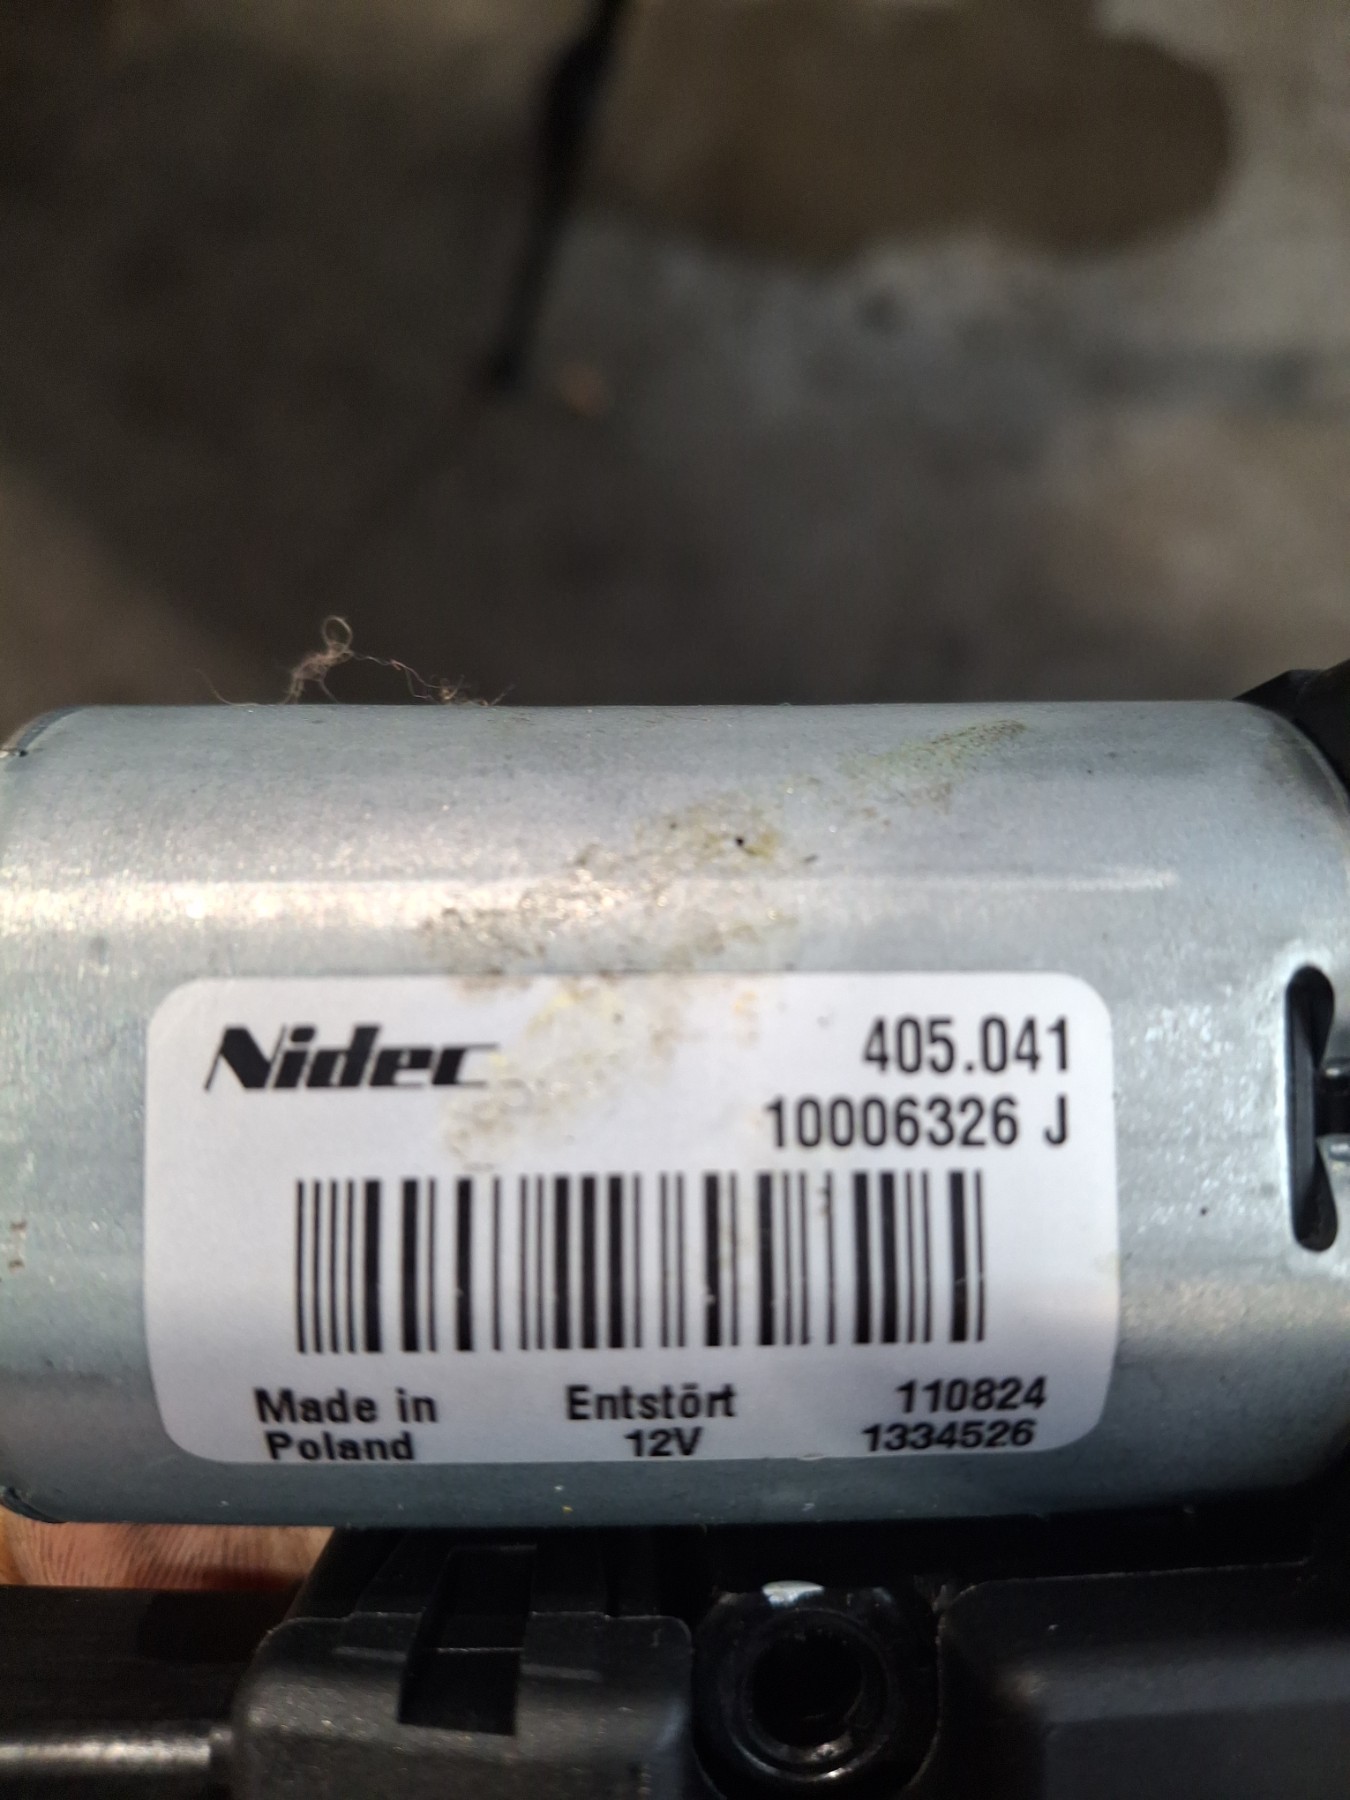 Nidec
405.041
10006326 J
Made in Poland
Entstört 12V
110824
1334526